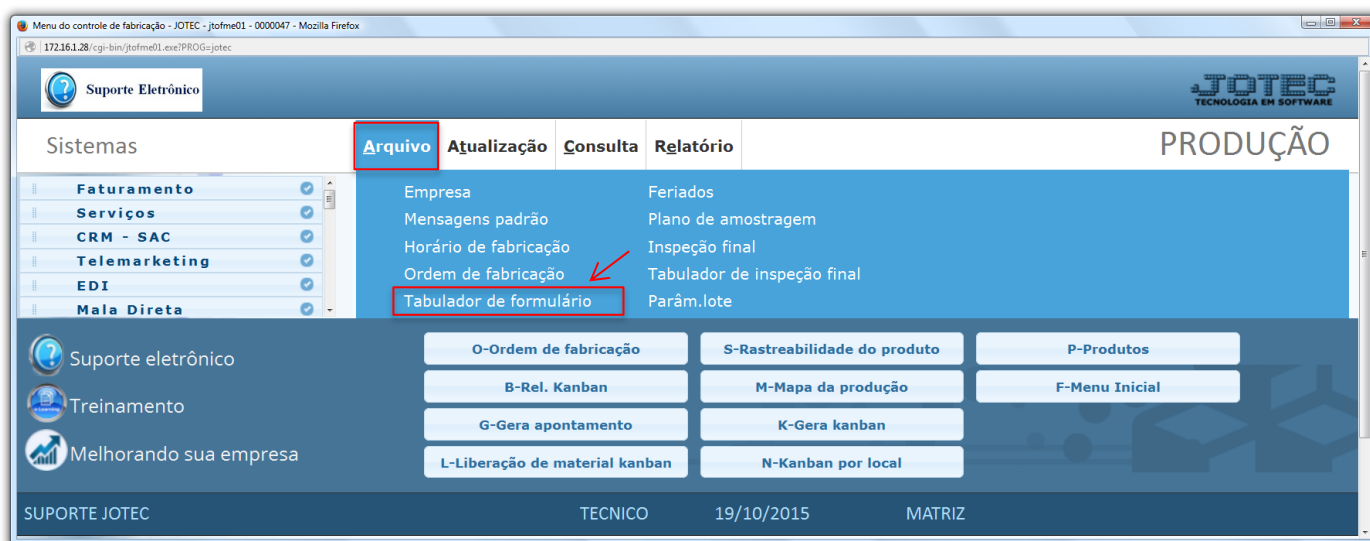 Menu do controle de fabricação - JOTEC - jtofme01 - 0000047 - Mozilla Firefox
172.16.1.28/cgi-bin/jtofme01.exe?PROG=jotec
Suporte Eletrônico
JOTEC
TECNOLOGIA EM SOFTWARE
Sistemas
Arquivo Atualização Consulta Relatório
PRODUÇÃO
Faturamento
Serviços
CRM - SAC
Telemarketing
EDI
Mala Direta
Empresa Feriados
Mensagens padrão Plano de amostragem
Horário de fabricação Inspeção final
Ordem de fabricação Tabulador de inspeção final
Tabulador de formulário Parâm.lote
Suporte eletrônico
e-Learning
Treinamento
Melhorando sua empresa
O-Ordem de fabricação S-Rastreabilidade do produto P-Produtos
B-Rel. Kanban M-Mapa da produção F-Menu Inicial
G-Gera apontamento K-Gera kanban
L-Liberação de material kanban N-Kanban por local
SUPORTE JOTEC TECNICO 19/10/2015 MATRIZ